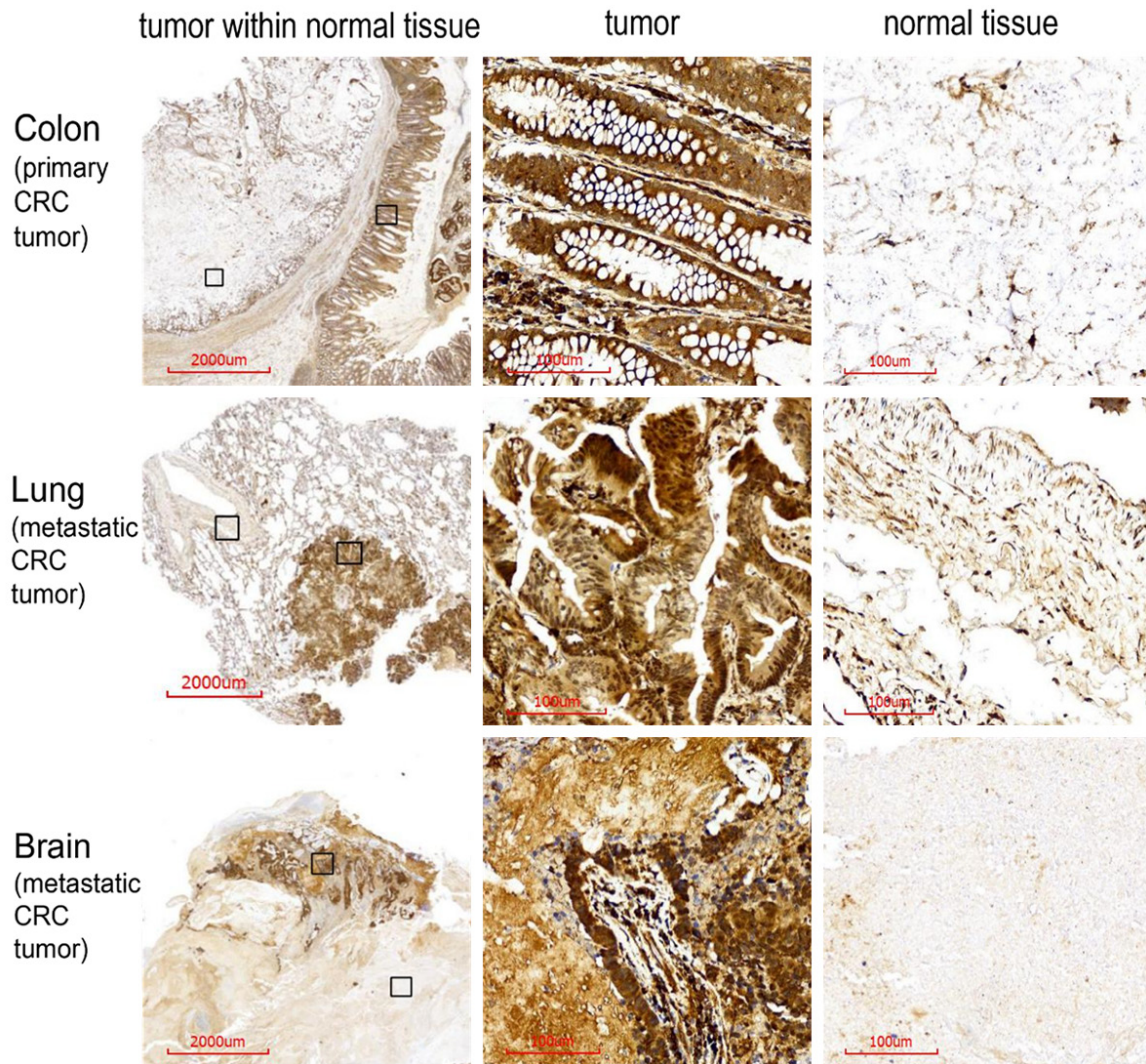 tumor within normal tissue
tumor
normal tissue
Colon
(primary
CRC
tumor)
2000um
100um
100um
Lung
(metastatic
CRC
tumor)
2000um
100um
100um
Brain
(metastatic
CRC
tumor)
2000um
100um
100um